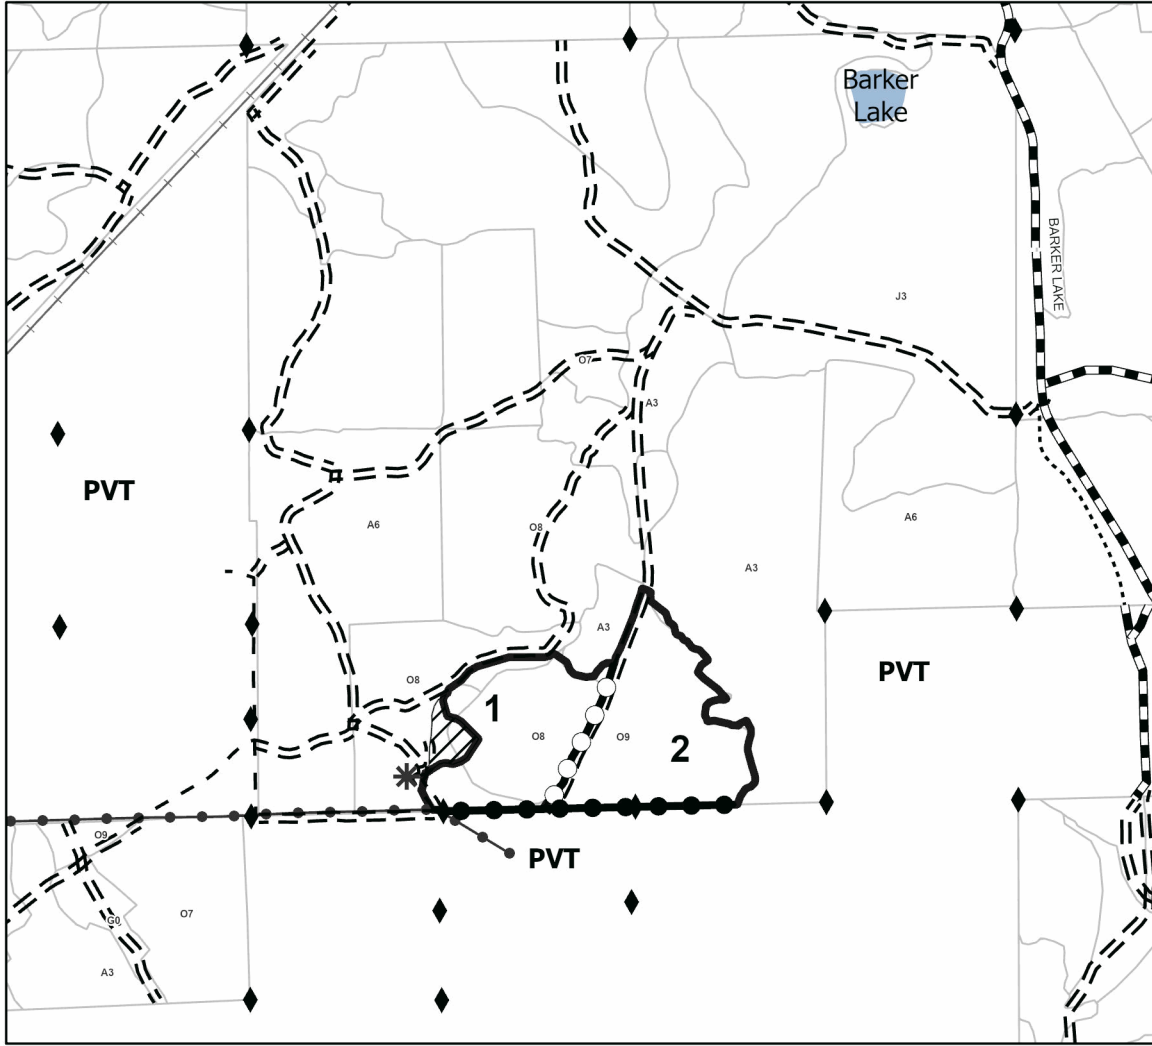 Barker
Lake
BARKER LAKE
J3
O7
A3
PVT
A6
O8
A6
A3
A3
PVT
O8
1
O8
O9
2
O9
PVT
O7
G0
A3